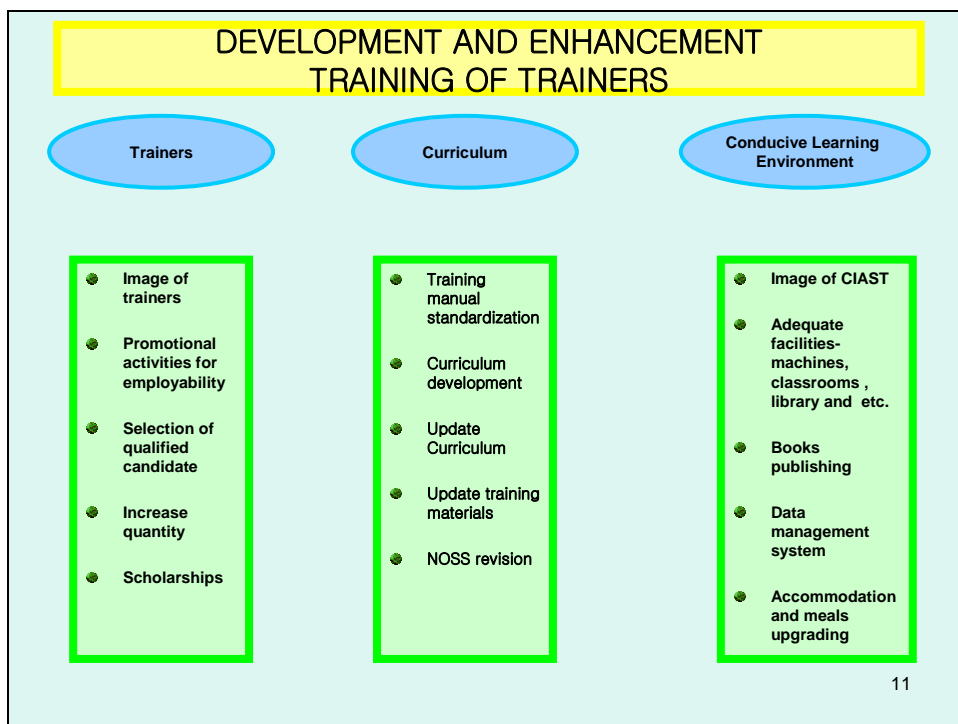 DEVELOPMENT AND ENHANCEMENT
TRAINING OF TRAINERS
Trainers
Curriculum
Conducive Learning
Environment
Image of
trainers
Promotional
activities for
employability
Selection of
qualified
candidate
Increase
quantity
Scholarships
Training
manual
standardization
Curriculum
development
Update
Curriculum
Update training
materials
NOSS revision
Image of CIAST
Adequate
facilities-
machines,
classrooms ,
library and etc.
Books
publishing
Data
management
system
Accommodation
and meals
upgrading
11